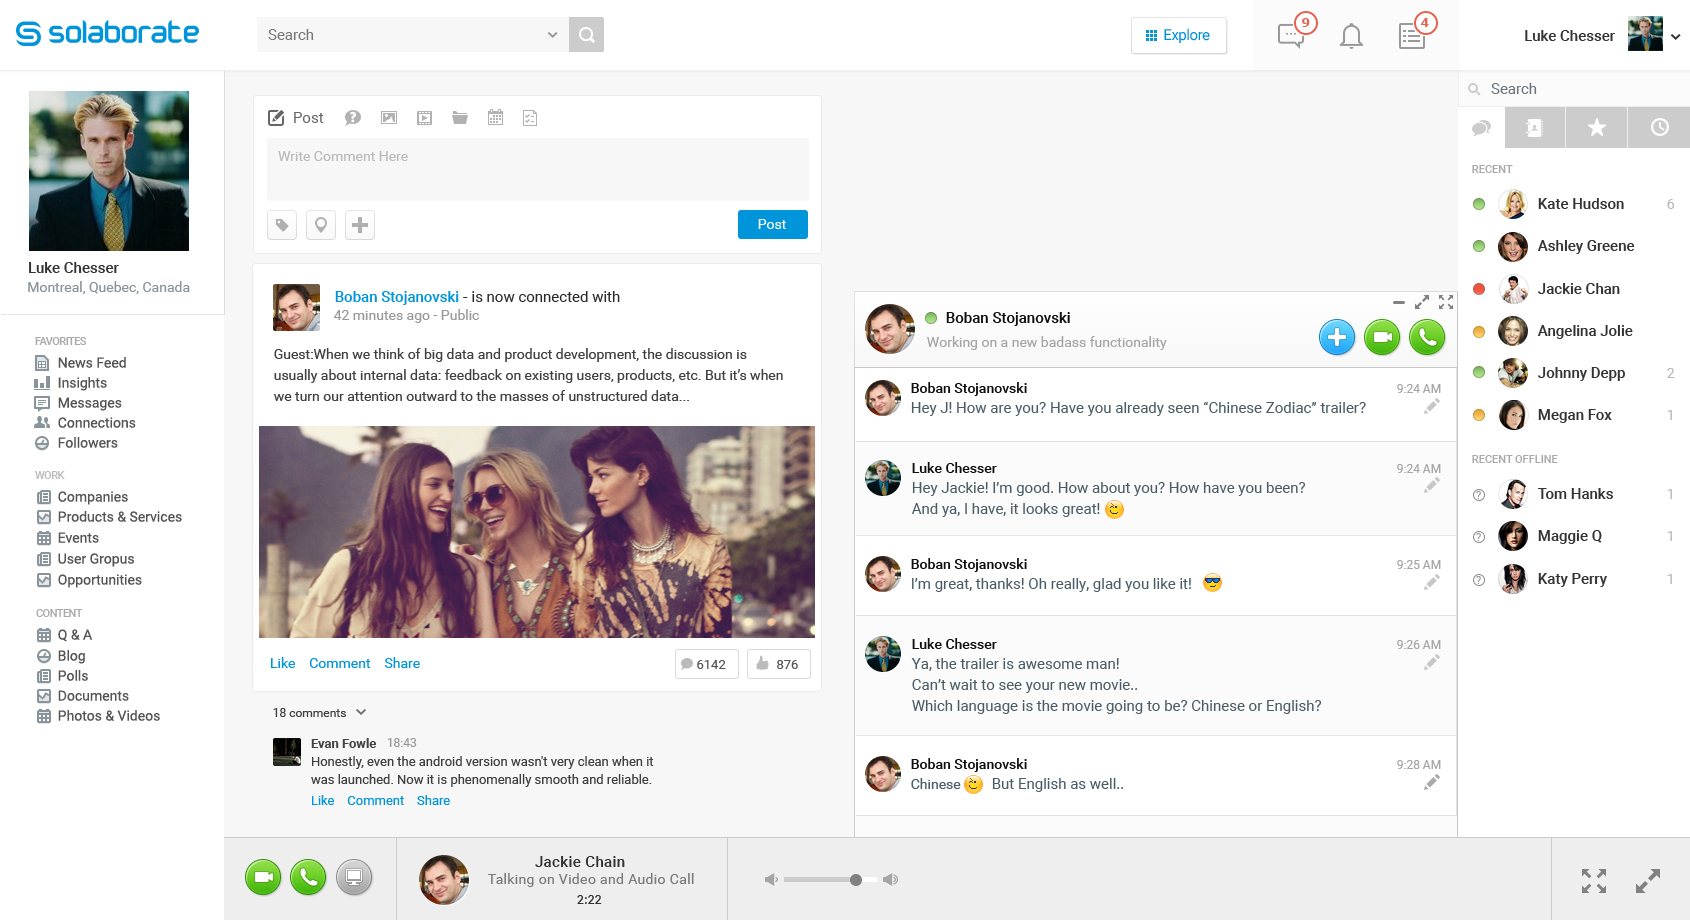 solaborate
Search
Explore
9
4
Luke Chesser
Luke Chesser
Montreal, Quebec, Canada
FAVORITES
News Feed
Insights
Messages
Connections
Followers
WORK
Companies
Products & Services
Events
User Gropus
Opportunities
CONTENT
Q & A
Blog
Polls
Documents
Photos & Videos
Post
Write Comment Here
Post
Boban Stojanovski - is now connected with
42 minutes ago - Public
Guest:When we think of big data and product development, the discussion is
usually about internal data: feedback on existing users, products, etc. But it's when
we turn our attention outward to the masses of unstructured data...
Like Comment Share
6142
876
18 comments
Evan Fowle 18:43
Honestly, even the android version wasn't very clean when it
was launched. Now it is phenomenally smooth and reliable.
Like Comment Share
Boban Stojanovski
Working on a new badass functionality
Boban Stojanovski 9:24 AM
Hey J! How are you? Have you already seen “Chinese Zodiac” trailer?
Luke Chesser 9:24 AM
Hey Jackie! I'm good. How about you? How have you been?
And ya, I have, it looks great!
Boban Stojanovski 9:25 AM
I'm great, thanks! Oh really, glad you like it!
Luke Chesser 9:26 AM
Ya, the trailer is awesome man!
Can't wait to see your new movie..
Which language is the movie going to be? Chinese or English?
Boban Stojanovski 9:28 AM
Chinese But English as well..
Search
RECENT
Kate Hudson 6
Ashley Greene
Jackie Chan
Angelina Jolie
Johnny Depp 2
Megan Fox 1
RECENT OFFLINE
Tom Hanks 1
Maggie Q 1
Katy Perry 1
Jackie Chain
Talking on Video and Audio Call
2:22